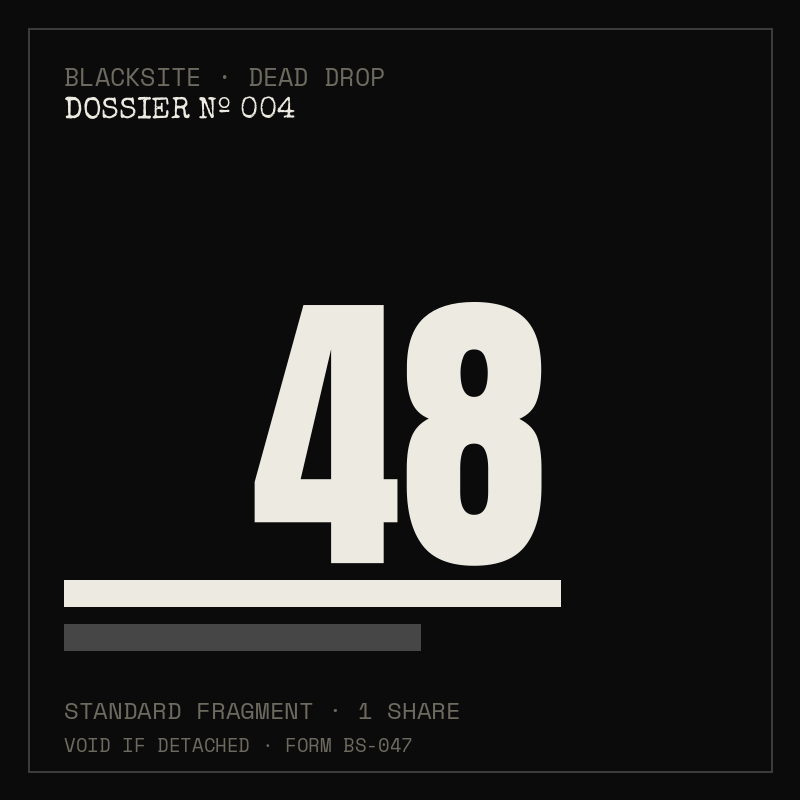 BLACKSITE · DEAD DROP
DOSSIER Nº 004
48
STANDARD FRAGMENT · 1 SHARE
VOID IF DETACHED · FORM BS-047